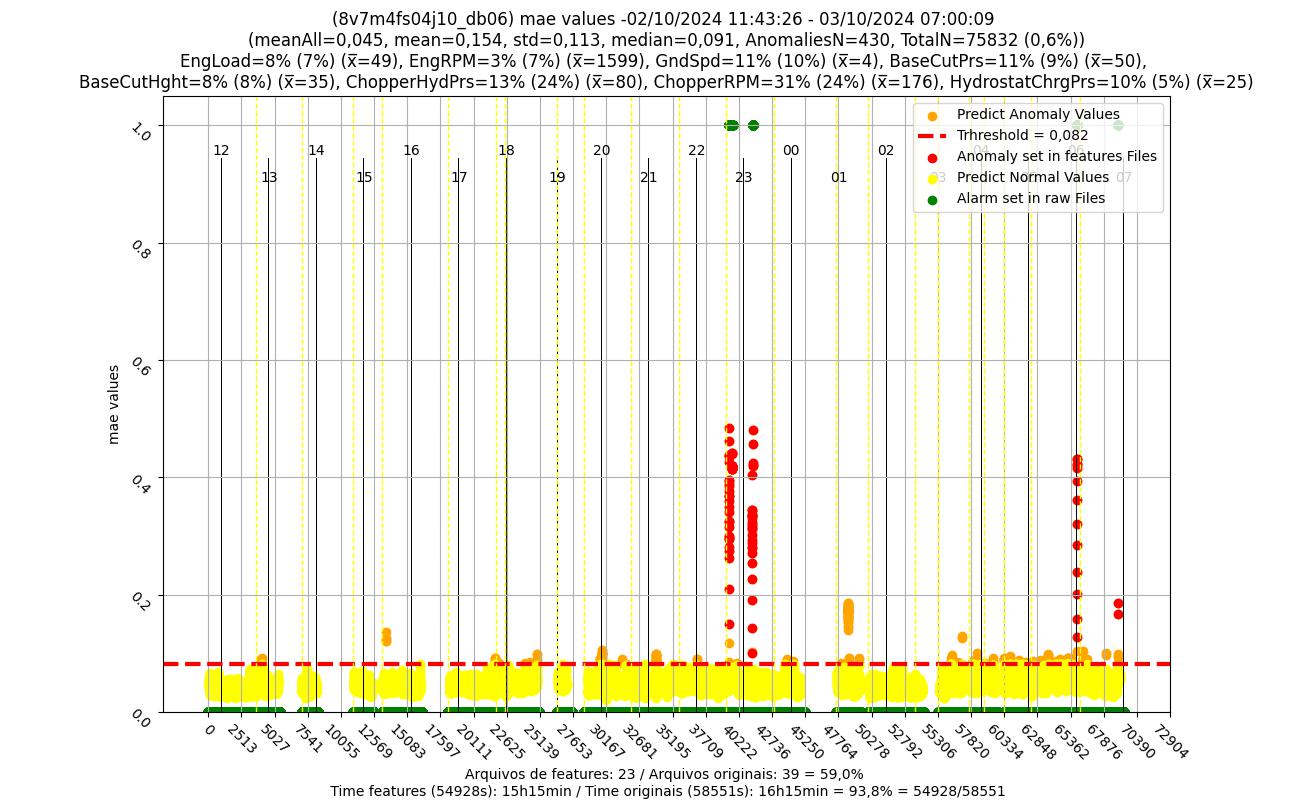 (8v7m4fs04j10_db06) mae values -02/10/2024 11:43:26 - 03/10/2024 07:00:09
(meanAll=0,045, mean=0,154, std=0,113, median=0,091, AnomaliesN=430, TotalN=75832 (0,6%))
EngLoad=8% (7%) (x̅=49), EngRPM=3% (7%) (x̅=1599), GndSpd=11% (10%) (x̅=4), BaseCutPrs=11% (9%) (x̅=50),
BaseCutHght=8% (8%) (x̅=35), ChopperHydPrs=13% (24%) (x̅=80), ChopperRPM=31% (24%) (x̅=176), HydrostatChrgPrs=10% (5%) (x̅=25)
Predict Anomaly Values
Trhreshold = 0,082
Anomaly set in features Files
Predict Normal Values
Alarm set in raw Files
12 14 16 18 20 22 00 02 04 06
13 15 17 19 21 23 01 03 07
mae values
1.0
0.8
0.6
0.4
0.2
0.0
0 2513 5027 7541 10055 12569 15083 17597 20111 22625 25139 27653 30167 32681 35195 37709 40222 42736 45250 47764 50278 52792 55306 57820 60334 62848 65362 67876 70390 72904
Arquivos de features: 23 / Arquivos originais: 39 = 59,0%
Time features (54928s): 15h15min / Time originais (58551s): 16h15min = 93,8% = 54928/58551